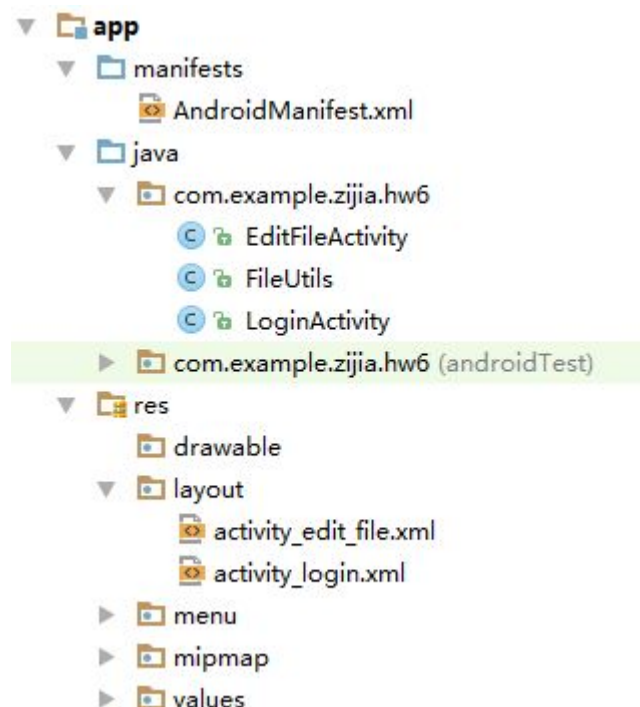 app
manifests
AndroidManifest.xml
java
com.example.zijia.hw6
C EditFileActivity
C FileUtils
C LoginActivity
com.example.zijia.hw6 (androidTest)
res
drawable
layout
activity_edit_file.xml
activity_login.xml
menu
mipmap
values